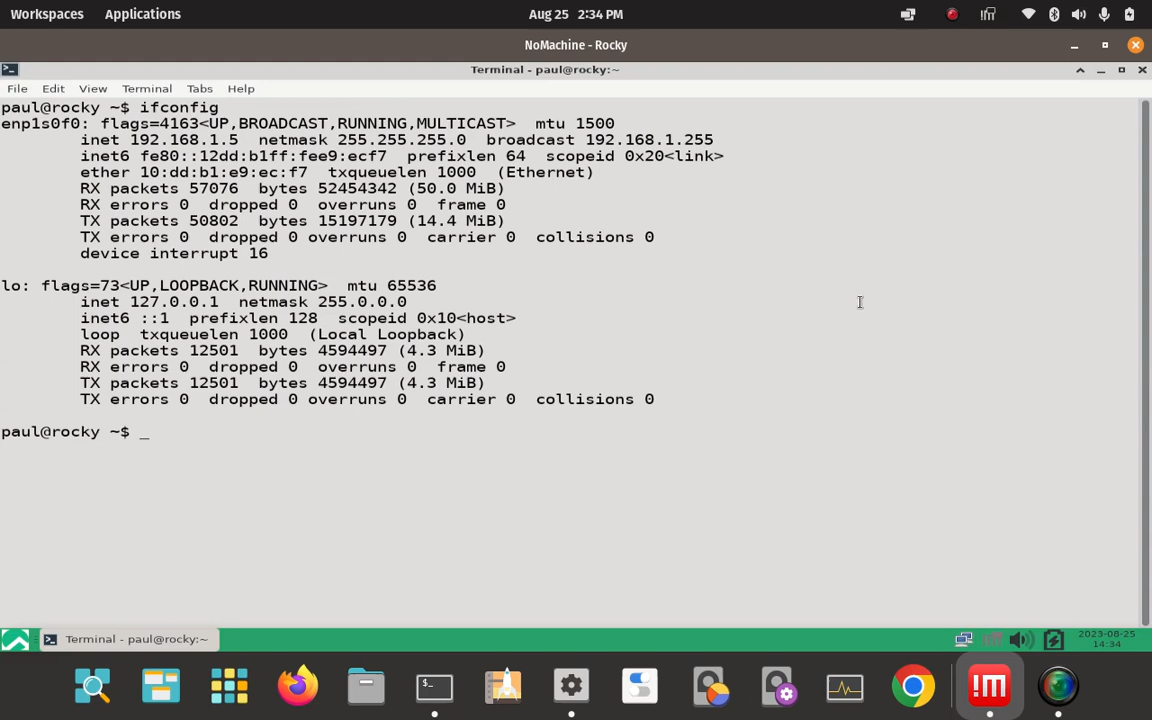 Workspaces Applications Aug 25 2:34 PM
NoMachine - Rocky
Terminal - paul@rocky:~
File Edit View Terminal Tabs Help
paul@rocky ~$ ifconfig
enp1s0f0: flags=4163<UP,BROADCAST,RUNNING,MULTICAST>  mtu 1500
        inet 192.168.1.5  netmask 255.255.255.0  broadcast 192.168.1.255
        inet6 fe80::12dd:b1ff:fee9:ecf7  prefixlen 64  scopeid 0x20<link>
        ether 10:dd:b1:e9:ec:f7  txqueuelen 1000  (Ethernet)
        RX packets 57076  bytes 52454342 (50.0 MiB)
        RX errors 0  dropped 0  overruns 0  frame 0
        TX packets 50802  bytes 15197179 (14.4 MiB)
        TX errors 0  dropped 0 overruns 0  carrier 0  collisions 0
        device interrupt 16
lo: flags=73<UP,LOOPBACK,RUNNING>  mtu 65536
        inet 127.0.0.1  netmask 255.0.0.0
        inet6 ::1  prefixlen 128  scopeid 0x10<host>
        loop  txqueuelen 1000  (Local Loopback)
        RX packets 12501  bytes 4594497 (4.3 MiB)
        RX errors 0  dropped 0  overruns 0  frame 0
        TX packets 12501  bytes 4594497 (4.3 MiB)
        TX errors 0  dropped 0 overruns 0  carrier 0  collisions 0
paul@rocky ~$ _
Terminal - paul@rocky:~
2023-08-25
14:34
$_
!M